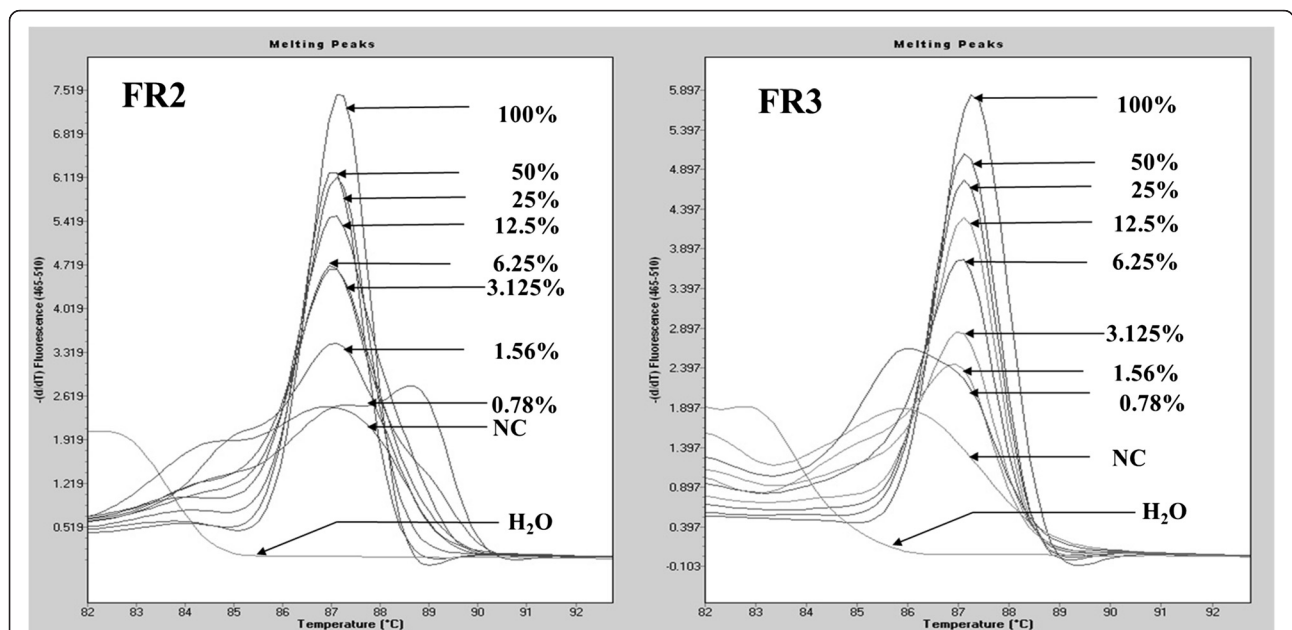 Melting Peaks
FR2
-(d/dT) Fluorescence (465-510)
7.519
6.819
6.119
5.419
4.719
4.019
3.319
2.619
1.919
1.219
0.519
100%
50%
25%
12.5%
6.25%
3.125%
1.56%
0.78%
NC
H₂O
82 83 84 85 86 87 88 89 90 91 92
Temperature (°C)
Melting Peaks
FR3
-(d/dT) Fluorescence (465-510)
5.897
5.397
4.897
4.397
3.897
3.397
2.897
2.397
1.897
1.397
0.897
0.397
-0.103
100%
50%
25%
12.5%
6.25%
3.125%
1.56%
0.78%
NC
H₂O
82 83 84 85 86 87 88 89 90 91 92
Temperature (°C)